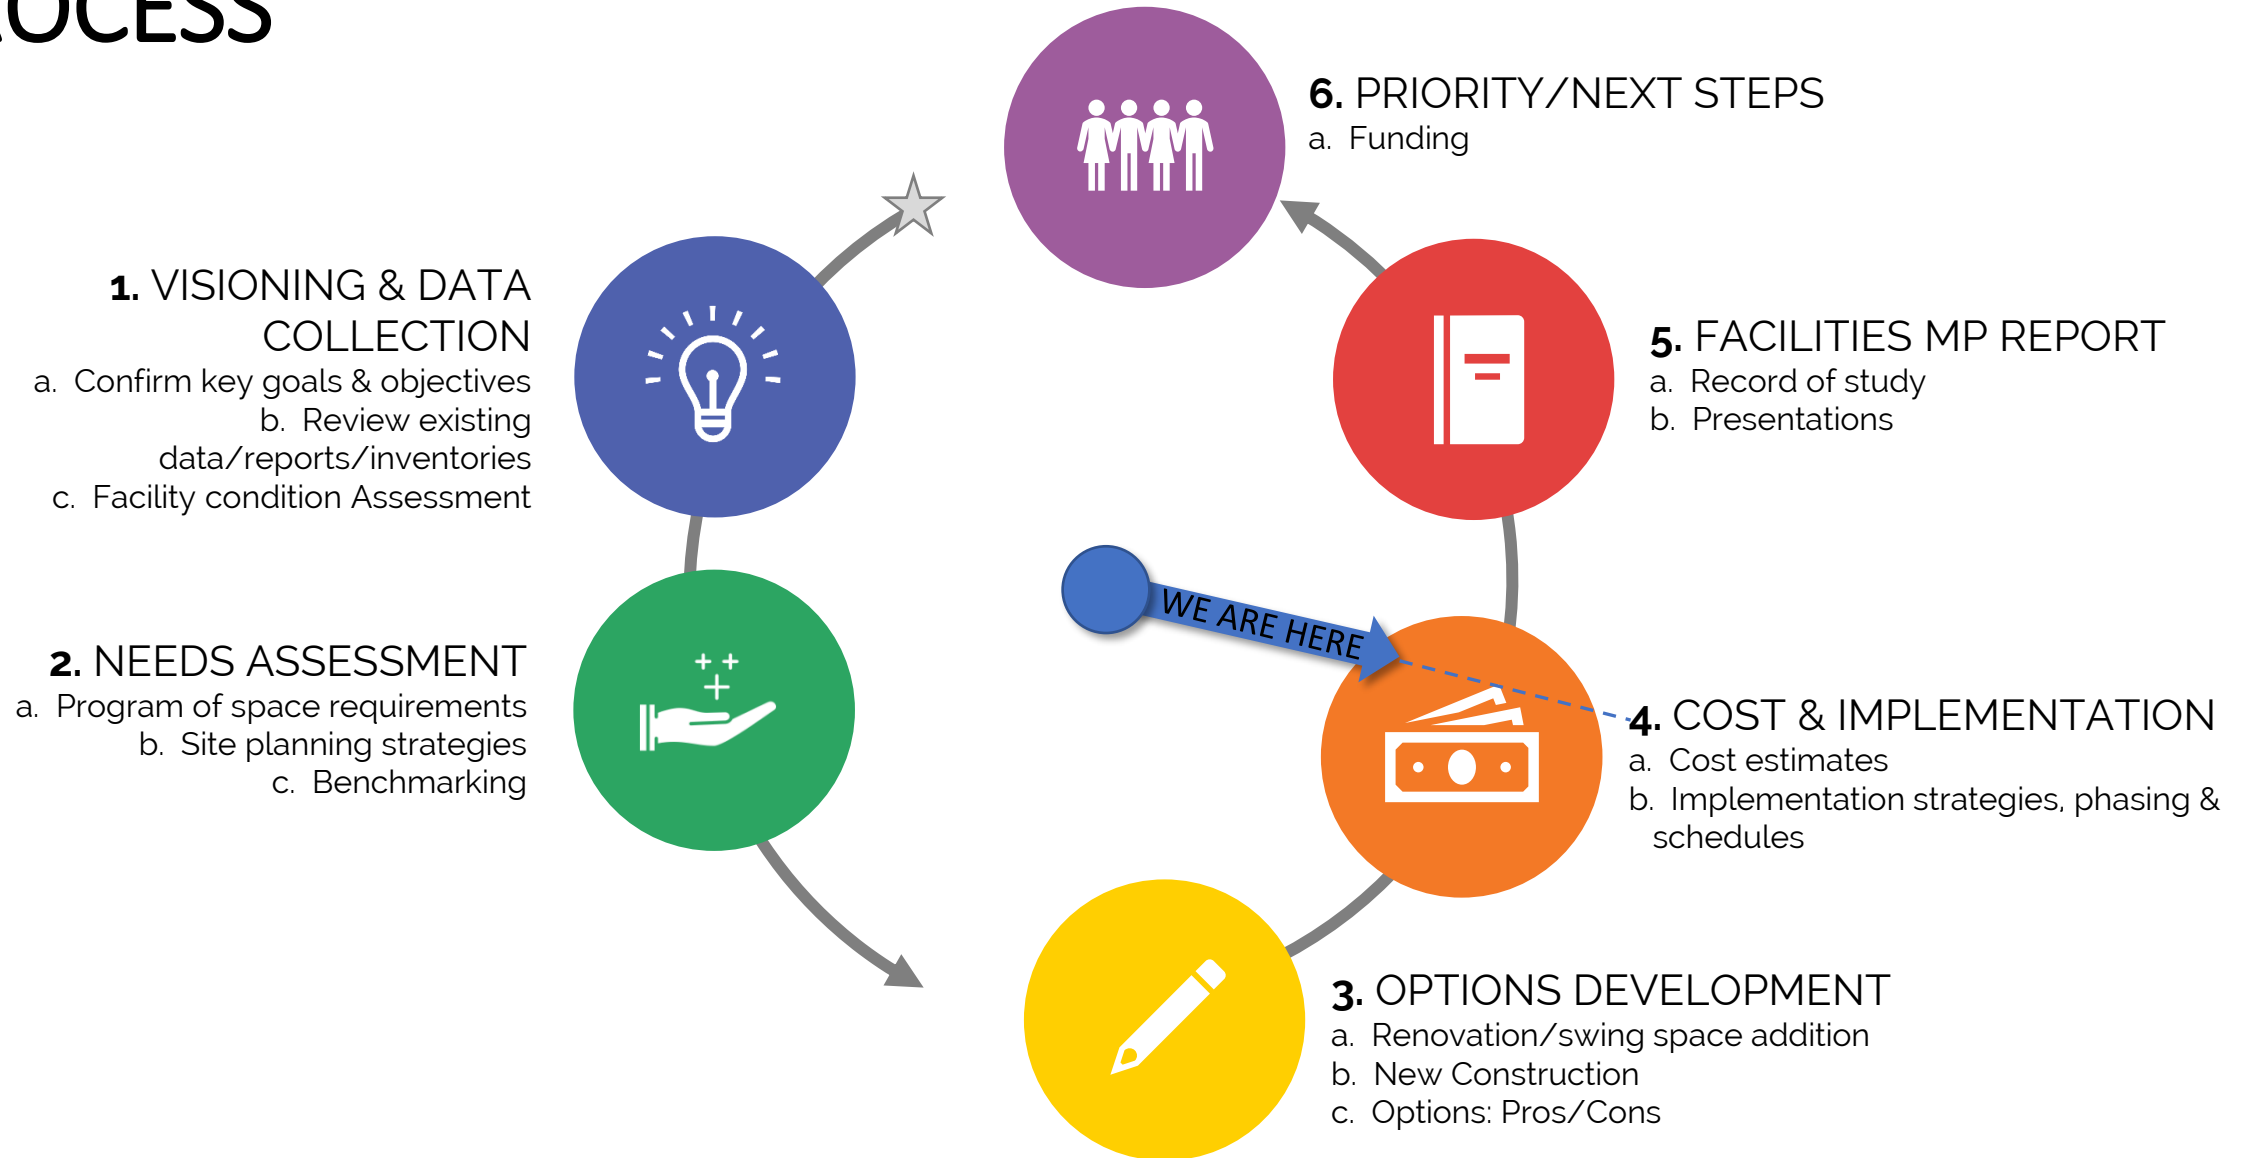 1. VISIONING & DATA
COLLECTION
a. Confirm key goals & objectives
b. Review existing
data/reports/inventories
c. Facility condition Assessment
2. NEEDS ASSESSMENT
a. Program of space requirements
b. Site planning strategies
c. Benchmarking
3. OPTIONS DEVELOPMENT
a. Renovation/swing space addition
b. New Construction
c. Options: Pros/Cons
WE ARE HERE
4. COST & IMPLEMENTATION
a. Cost estimates
b. Implementation strategies, phasing &
schedules
5. FACILITIES MP REPORT
a. Record of study
b. Presentations
6. PRIORITY/NEXT STEPS
a. Funding